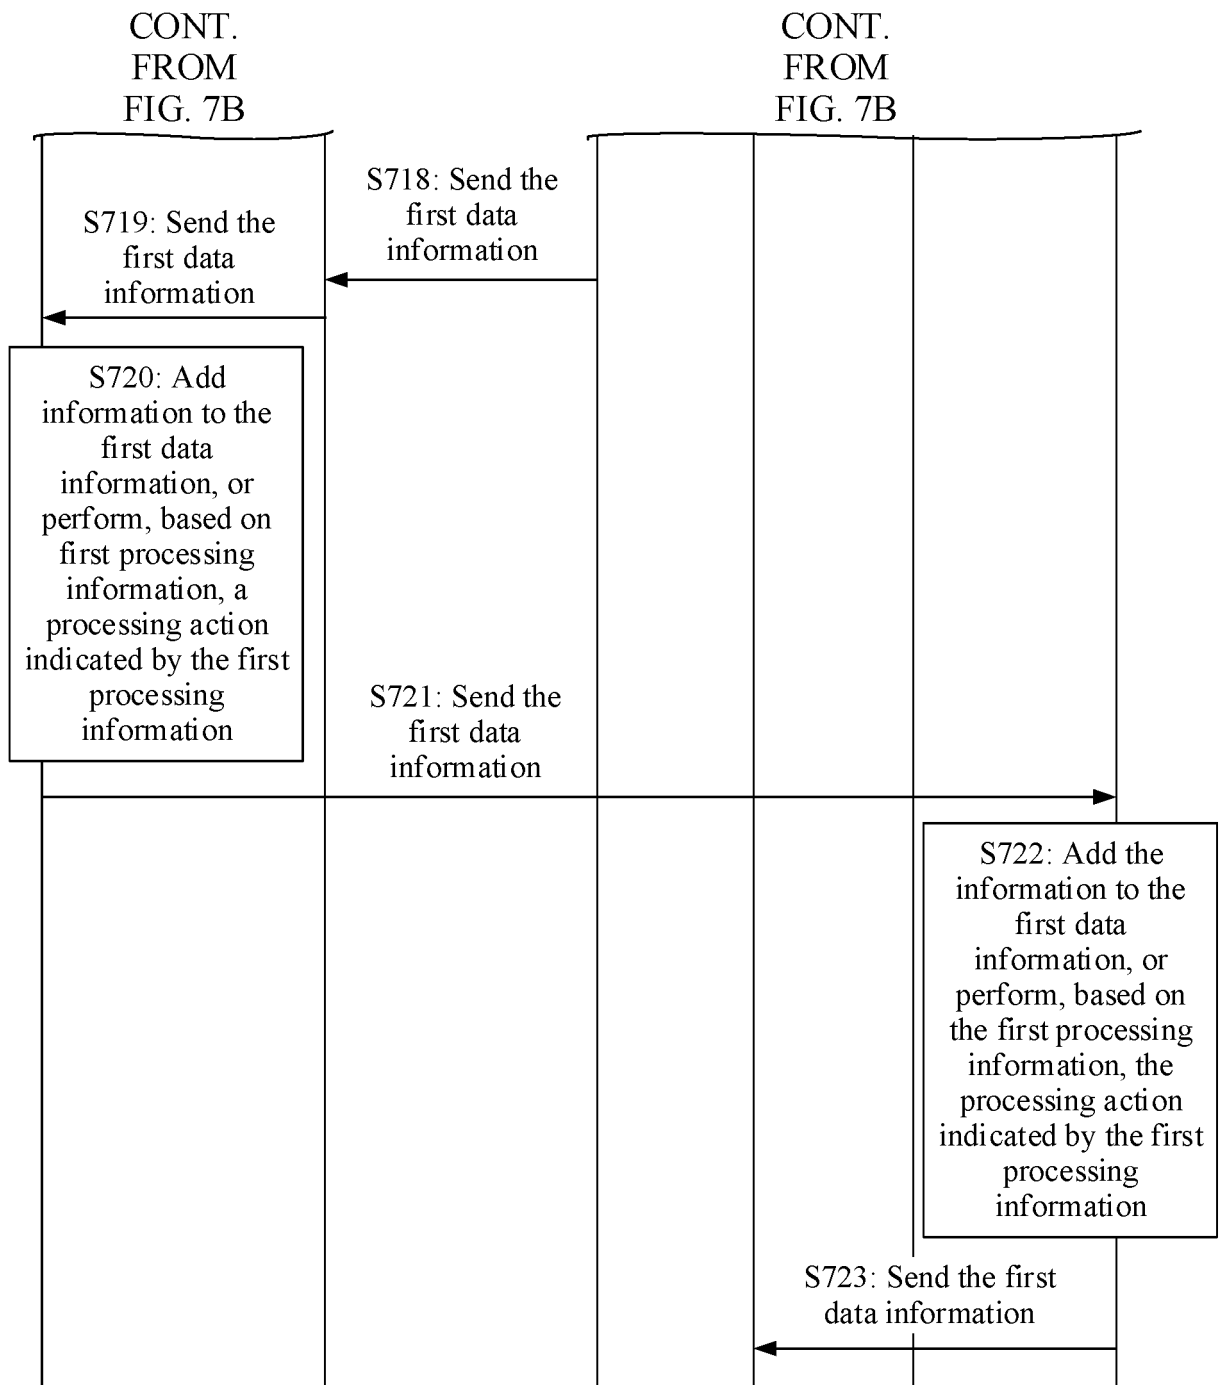 CONT.
FROM
FIG. 7B
CONT.
FROM
FIG. 7B
S718: Send the
first data
information
S719: Send the
first data
information
S720: Add
information to the
first data
information, or
perform, based on
first processing
information, a
processing action
indicated by the first
processing
information
S721: Send the
first data
information
S722: Add the
information to the
first data
information, or
perform, based on
the first processing
information, the
processing action
indicated by the first
processing
information
S723: Send the first
data information